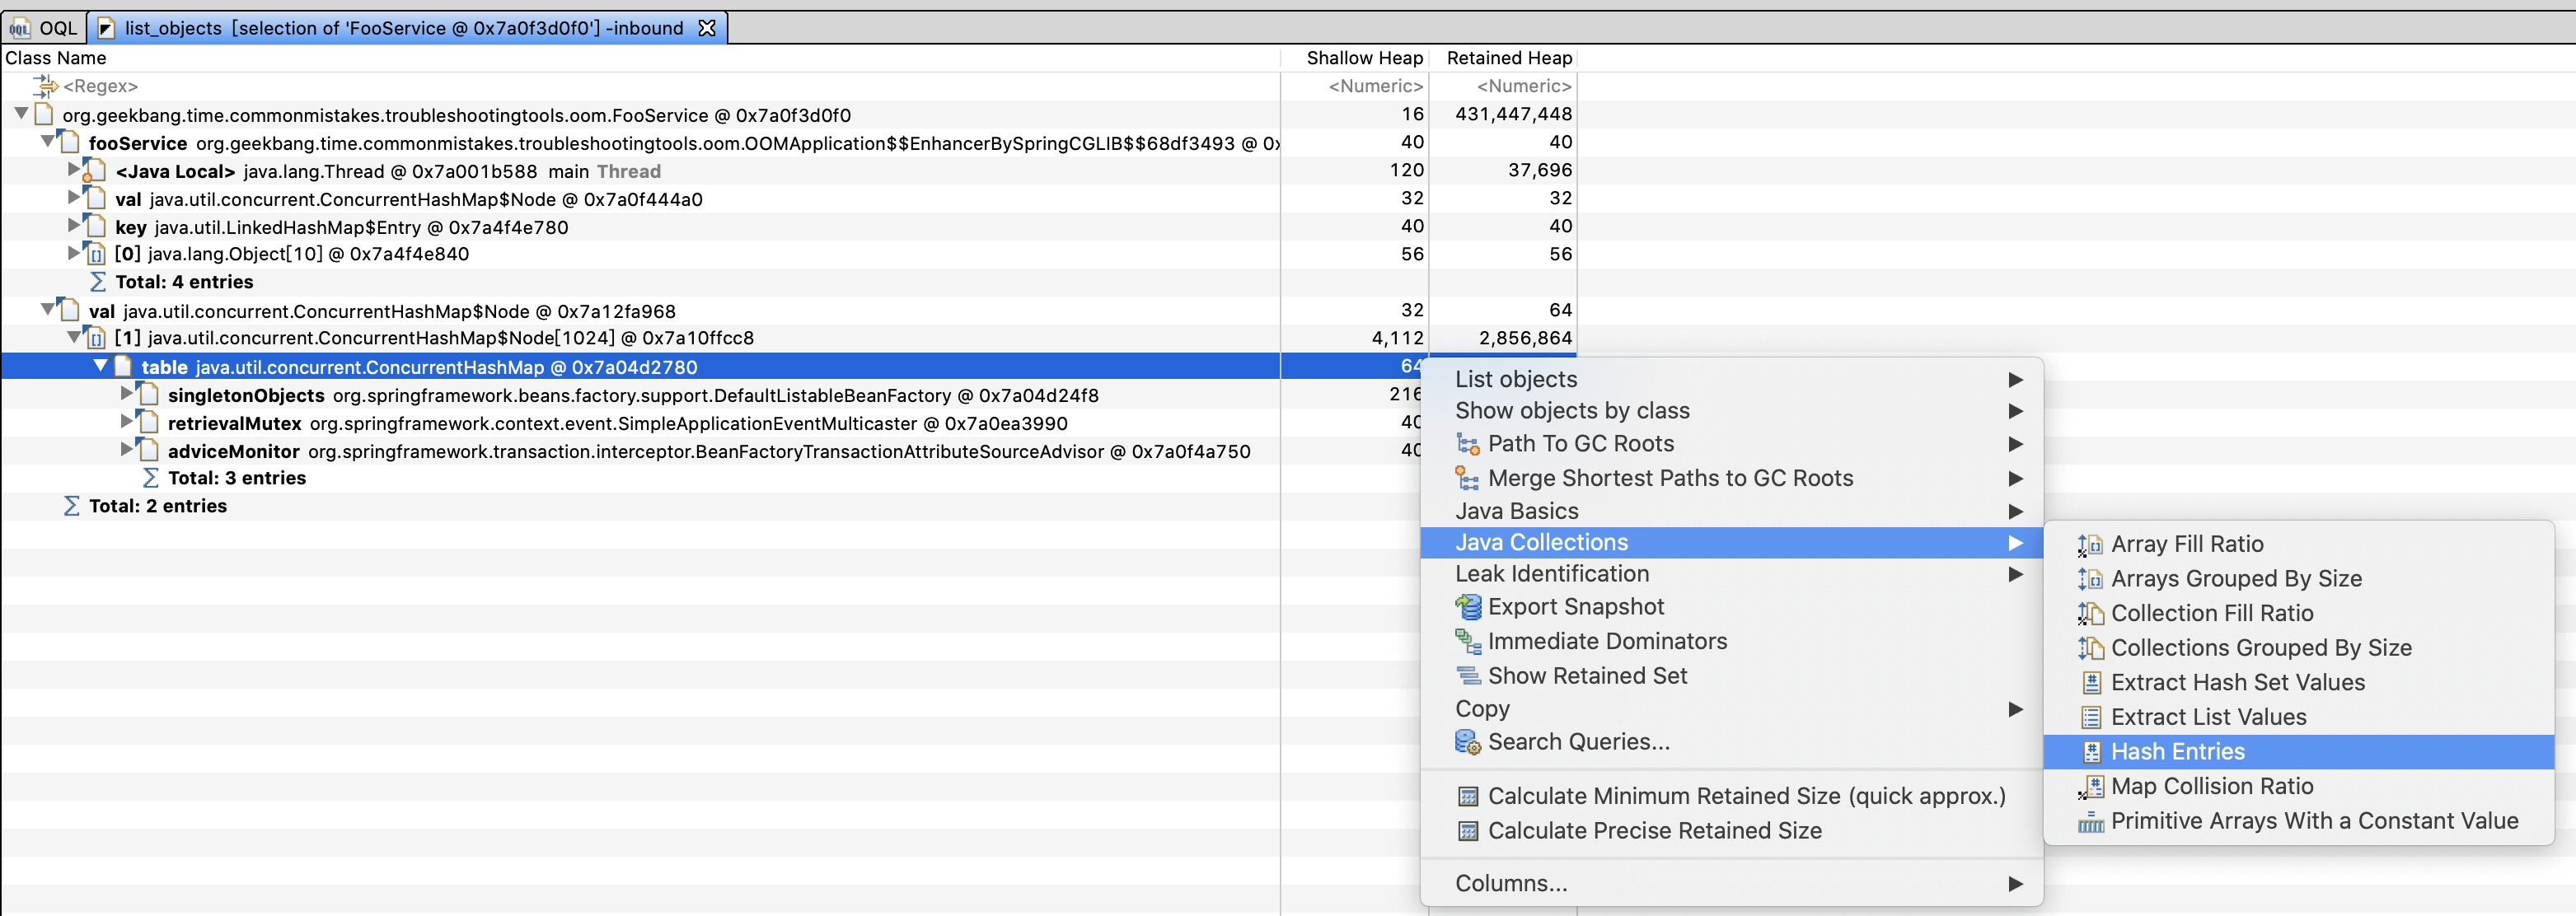 OQL list_objects [selection of 'FooService @ 0x7a0f3d0f0'] -inbound
Class Name Shallow Heap Retained Heap
<Regex> <Numeric> <Numeric>
org.geekbang.time.commonmistakes.troubleshootingtools.oom.FooService @ 0x7a0f3d0f0 16 431,447,448
fooService org.geekbang.time.commonmistakes.troubleshootingtools.oom.OOMApplication$$EnhancerBySpringCGLIB$$68df3493 @ 0x 40 40
<Java Local> java.lang.Thread @ 0x7a001b588 main Thread 120 37,696
val java.util.concurrent.ConcurrentHashMap$Node @ 0x7a0f444a0 32 32
key java.util.LinkedHashMap$Entry @ 0x7a4f4e780 40 40
[0] java.lang.Object[10] @ 0x7a4f4e840 56 56
Total: 4 entries
val java.util.concurrent.ConcurrentHashMap$Node @ 0x7a12fa968 32 64
[1] java.util.concurrent.ConcurrentHashMap$Node[1024] @ 0x7a10ffcc8 4,112 2,856,864
table java.util.concurrent.ConcurrentHashMap @ 0x7a04d2780 64
singletonObjects org.springframework.beans.factory.support.DefaultListableBeanFactory @ 0x7a04d24f8 216
retrievalMutex org.springframework.context.event.SimpleApplicationEventMulticaster @ 0x7a0ea3990 40
adviceMonitor org.springframework.transaction.interceptor.BeanFactoryTransactionAttributeSourceAdvisor @ 0x7a0f4a750 40
Total: 3 entries
Total: 2 entries
List objects
Show objects by class
Path To GC Roots
Merge Shortest Paths to GC Roots
Java Basics
Java Collections
Leak Identification
Export Snapshot
Immediate Dominators
Show Retained Set
Copy
Search Queries...
Calculate Minimum Retained Size (quick approx.)
Calculate Precise Retained Size
Columns...
Array Fill Ratio
Arrays Grouped By Size
Collection Fill Ratio
Collections Grouped By Size
Extract Hash Set Values
Extract List Values
Hash Entries
Map Collision Ratio
Primitive Arrays With a Constant Value